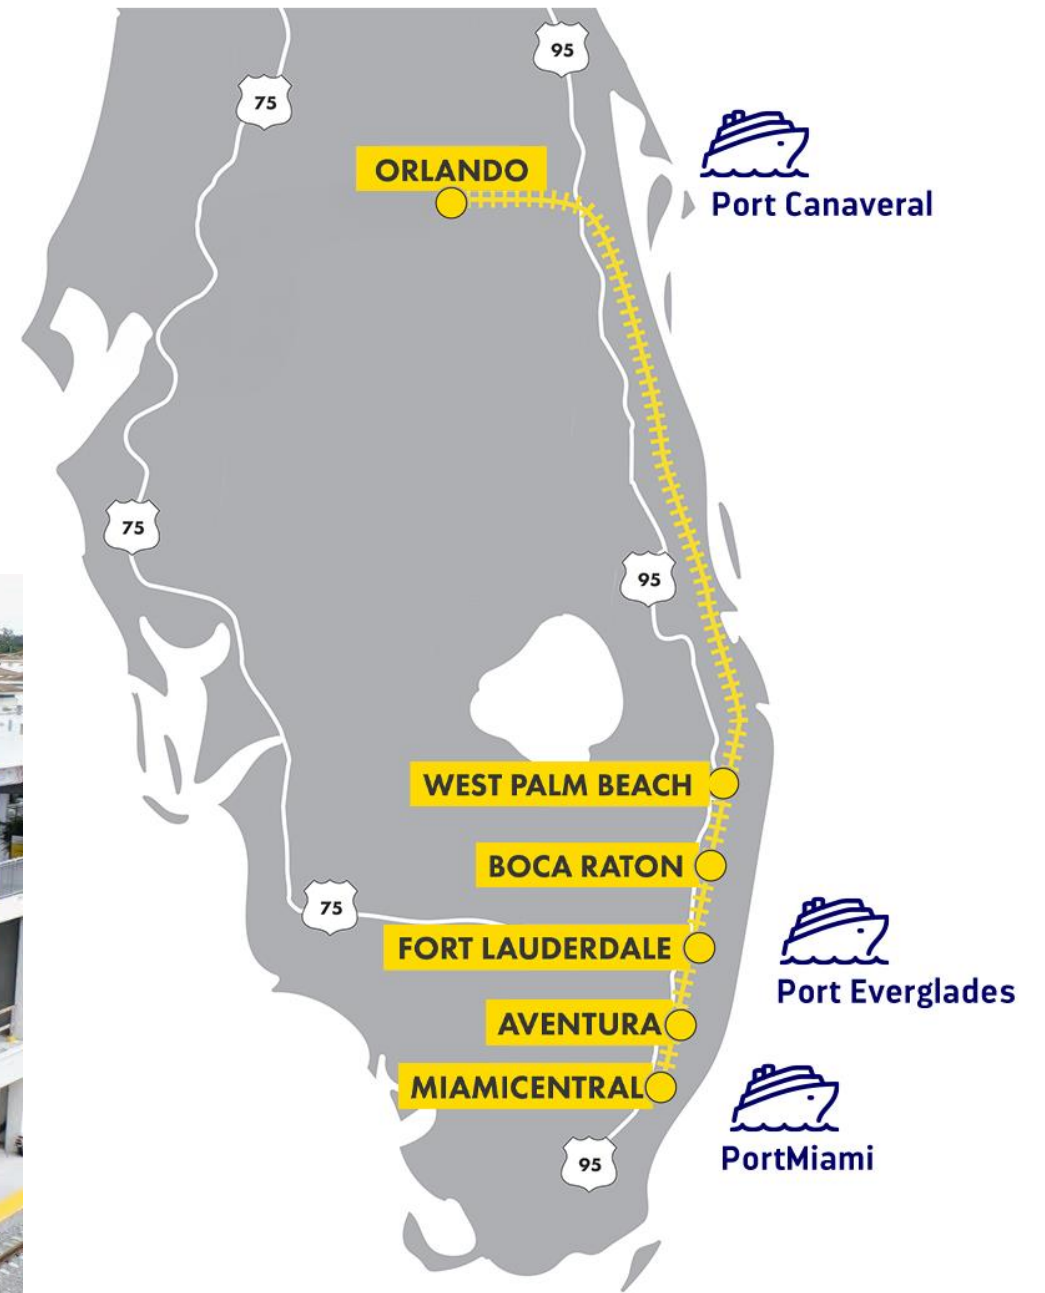 95
75
ORLANDO
Port Canaveral
75
95
WEST PALM BEACH
BOCA RATON
75
FORT LAUDERDALE
Port Everglades
AVENTURA
MIAMICENTRAL
PortMiami
95